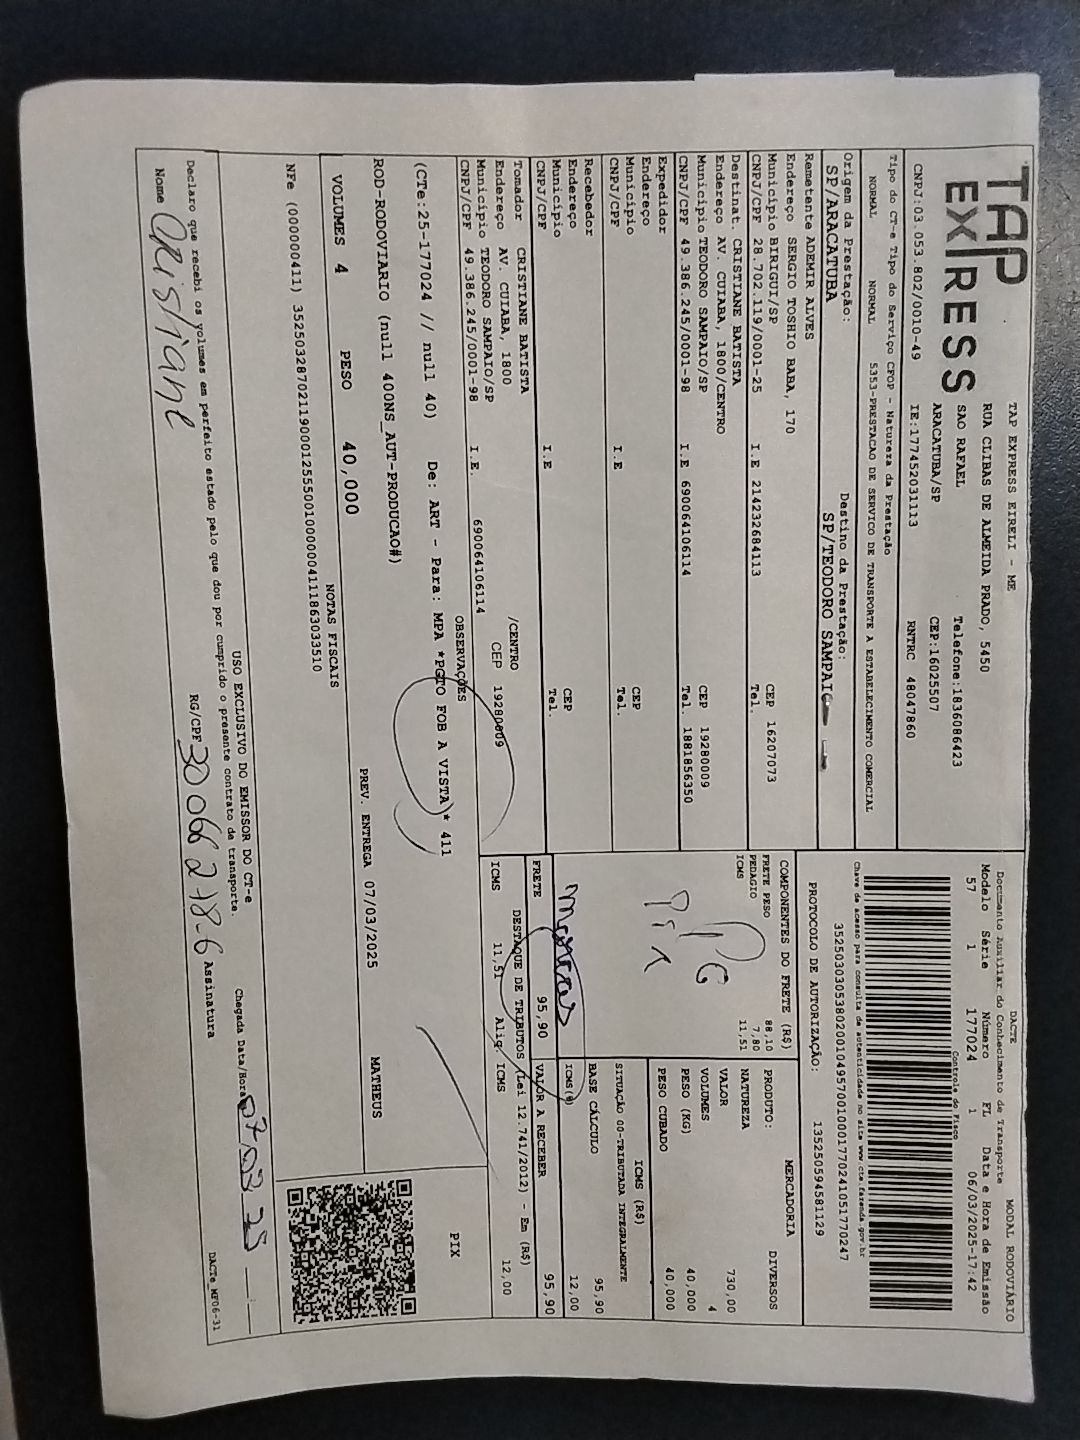 TAP
EXPRESS
TAP EXPRESS EIRELI - ME
RUA CLIBAS DE ALMEIDA PRADO, 5450
SAO RAFAEL Telefone:1836086423
ARACATUBA/SP CEP:16025507
CNPJ:03.053.802/0010-49 IE:177452031113 RNTRC 48047860
DACTE MODAL RODOVIÁRIO
Documento Auxiliar do Conhecimento de Transporte
Modelo Série Número FL Data e Hora de Emissão
57 1 177024 1 06/03/2025-17:42
Controle do Fisco
Chave de acesso para consulta de autenticidade no site www.cte.fazenda.gov.br
35250303053802001049570010001770241051770247
PROTOCOLO DE AUTORIZAÇÃO: 135250594581129
Tipo do CT-e Tipo do Serviço CFOP - Natureza da Prestação
NORMAL NORMAL 5353-PRESTACAO DE SERVICO DE TRANSPORTE A ESTABELECIMENTO COMERCIAL
Origem da Prestação: Destino da Prestação:
SP/ARACATUBA SP/TEODORO SAMPAIO
Remetente ADEMIR ALVES
Endereço SERGIO TOSHIO BABA, 170
Município BIRIGUI/SP CEP 16207073
CNPJ/CPF 28.702.119/0001-25 I.E 214232684113 Tel.
Destinat. CRISTIANE BATISTA
Endereço AV. CUIABA, 1800/CENTRO
Município TEODORO SAMPAIO/SP CEP 19280009
CNPJ/CPF 49.386.245/0001-98 I.E 690064106114 Tel. 1881856350
Expedidor
Endereço
Município CEP
CNPJ/CPF I.E Tel.
Recebedor
Endereço
Município CEP
CNPJ/CPF I.E Tel.
Tomador CRISTIANE BATISTA
Endereço AV. CUIABA, 1800 /CENTRO
Município TEODORO SAMPAIO/SP CEP 19280009
CNPJ/CPF 49.386.245/0001-98 I.E. 690064106114
COMPONENTES DO FRETE (R$)
FRETE PESO 88,10
PEDAGIO 7,80
ICMS 11,51
PG
Pix
MERCADORIA
PRODUTO: DIVERSOS
NATUREZA
VALOR 730,00
VOLUMES 4
PESO (KG) 40,000
PESO CUBADO 40,000
ICMS (R$)
SITUAÇÃO 00-TRIBUTADA INTEGRALMENTE
BASE CÁLCULO 95,90
ICMS (%) 12,00
FRETE 95,90 VALOR A RECEBER 95,90
DESTAQUE DE TRIBUTOS (Lei 12.741/2012) - Em (R$)
ICMS 11,51 Aliq. ICMS 12,00
OBSERVAÇÕES
(CTe:25-177024 // null 40) De: ART - Para: MPA *PGTO FOB A VISTA)* 411
ROD-RODOVIARIO (null 400NS_AUT-PRODUCAO#)
PIX
PREV. ENTREGA 07/03/2025 MATHEUS
VOLUMES 4 PESO 40,000
NOTAS FISCAIS
NFe (000000411) 35250328702119000125550010000004111863033510
USO EXCLUSIVO DO EMISSOR DO CT-e
Declaro que recebi os volumes em perfeito estado pelo que dou por cumprido o presente contrato de transporte.
Chegada Data/Hora 07,03,25
Nome Cristiane RG/CPF 30 066 278-6 Assinatura
DACTe_MF06-31